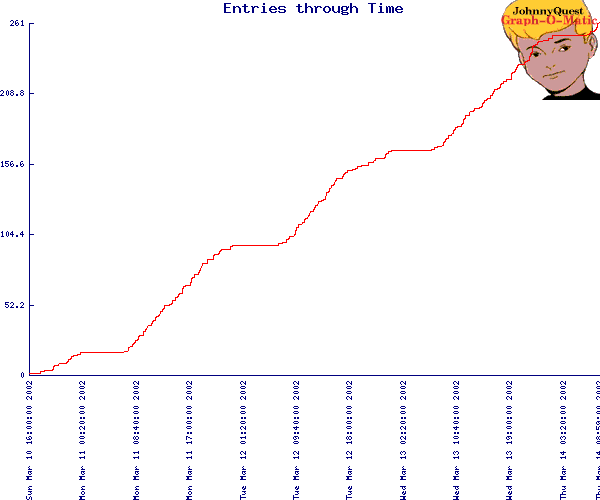 Entries through Time
JohnnyQuest
Graph-O-Matic
261
208.8
156.6
104.4
52.2
0
Sun Mar 10 16:00:00 2002
Mon Mar 11 00:20:00 2002
Mon Mar 11 08:40:00 2002
Mon Mar 11 17:00:00 2002
Tue Mar 12 01:20:00 2002
Tue Mar 12 09:40:00 2002
Tue Mar 12 18:00:00 2002
Wed Mar 13 02:20:00 2002
Wed Mar 13 10:40:00 2002
Wed Mar 13 19:00:00 2002
Thu Mar 14 03:20:00 2002
Thu Mar 14 08:59:00 2002